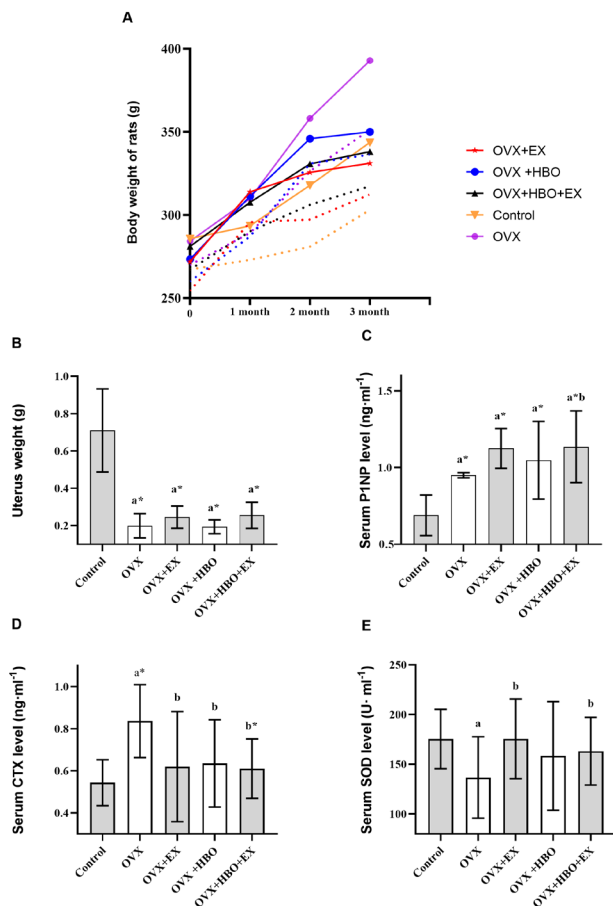 A
Body weight of rats (g)
400
350
300
250
0 1 month 2 month 3 month
OVX+EX
OVX +HBO
OVX+HBO+EX
Control
OVX
B
Uterus weight (g)
1.0
0.8
0.6
0.4
0.2
a* a* a* a*
Control OVX OVX+EX OVX +HBO OVX+HBO+EX
C
Serum P1NP level (ng·ml⁻¹)
1.5
1.0
0.5
a* a* a* a*b
Control OVX OVX+EX OVX +HBO OVX+HBO+EX
D
Serum CTX level (ng·ml⁻¹)
1.0
0.8
0.6
0.4
a* b b b*
Control OVX OVX+EX OVX +HBO OVX+HBO+EX
E
Serum SOD level (U· ml⁻¹)
250
200
150
100
a b b
Control OVX OVX+EX OVX +HBO OVX+HBO+EX